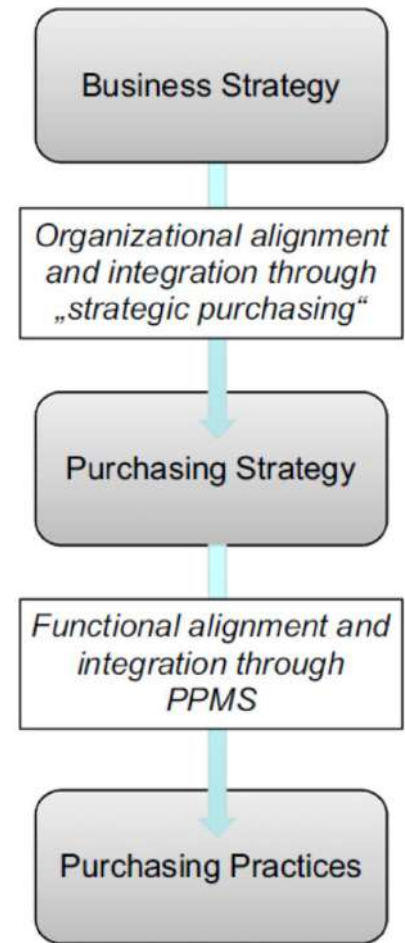 Business Strategy
Organizational alignment
and integration through
„strategic purchasing“
Purchasing Strategy
Functional alignment and
integration through
PPMS
Purchasing Practices